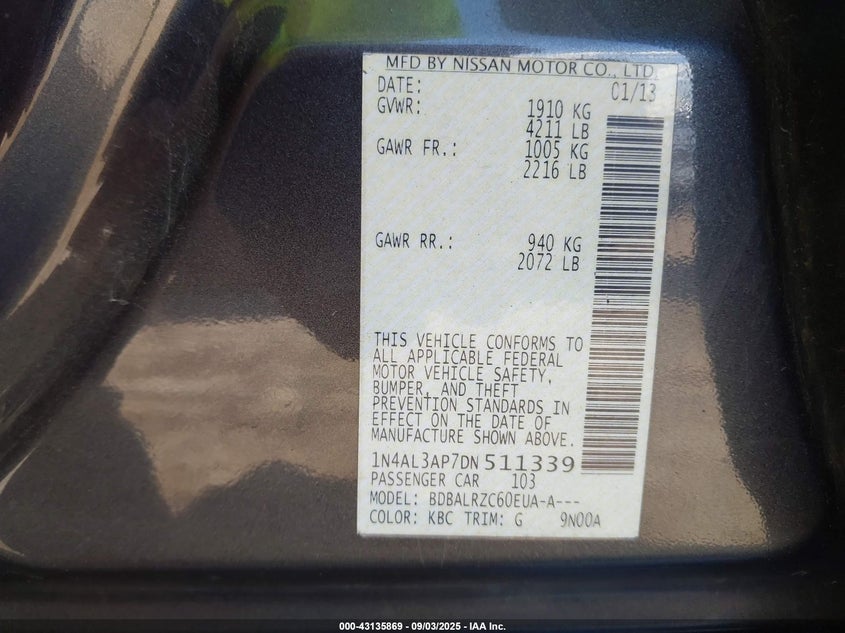 MFD BY NISSAN MOTOR CO., LTD.
DATE: 01/13
GVWR: 1910 KG
4211 LB
GAWR FR.: 1005 KG
2216 LB
GAWR RR.: 940 KG
2072 LB
THIS VEHICLE CONFORMS TO
ALL APPLICABLE FEDERAL
MOTOR VEHICLE SAFETY,
BUMPER, AND THEFT
PREVENTION STANDARDS IN
EFFECT ON THE DATE OF
MANUFACTURE SHOWN ABOVE.
1N4AL3AP7DN511339
PASSENGER CAR 103
MODEL: BDBALRZC60EUA-A---
COLOR: KBC TRIM: G 9N00A
000-43135869 - 09/03/2025 - IAA Inc.